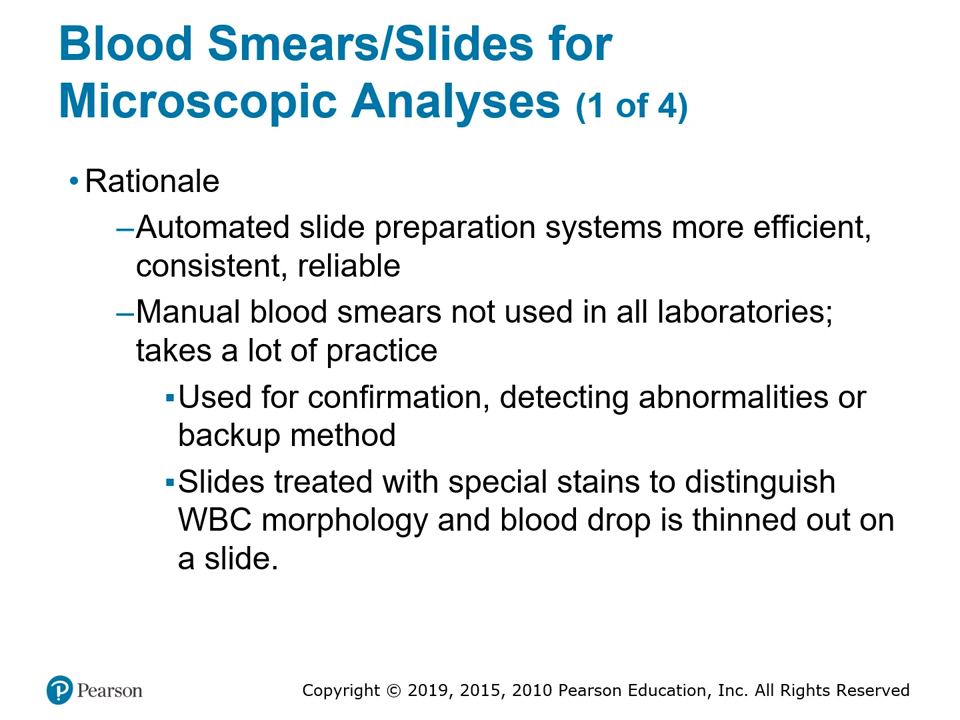 Blood Smears/Slides for
Microscopic Analyses (1 of 4)
• Rationale
–Automated slide preparation systems more efficient,
consistent, reliable
–Manual blood smears not used in all laboratories;
takes a lot of practice
▪Used for confirmation, detecting abnormalities or
backup method
▪Slides treated with special stains to distinguish
WBC morphology and blood drop is thinned out on
a slide.
P Pearson
Copyright © 2019, 2015, 2010 Pearson Education, Inc. All Rights Reserved